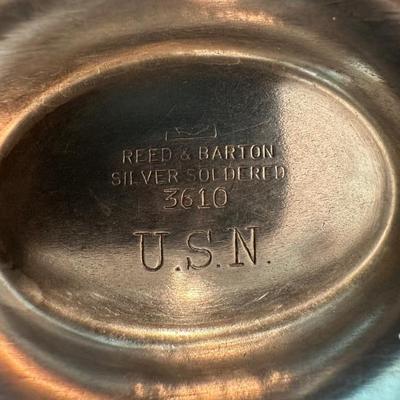 REED & BARTON
SILVER SOLDERED
3610
U.S.N.